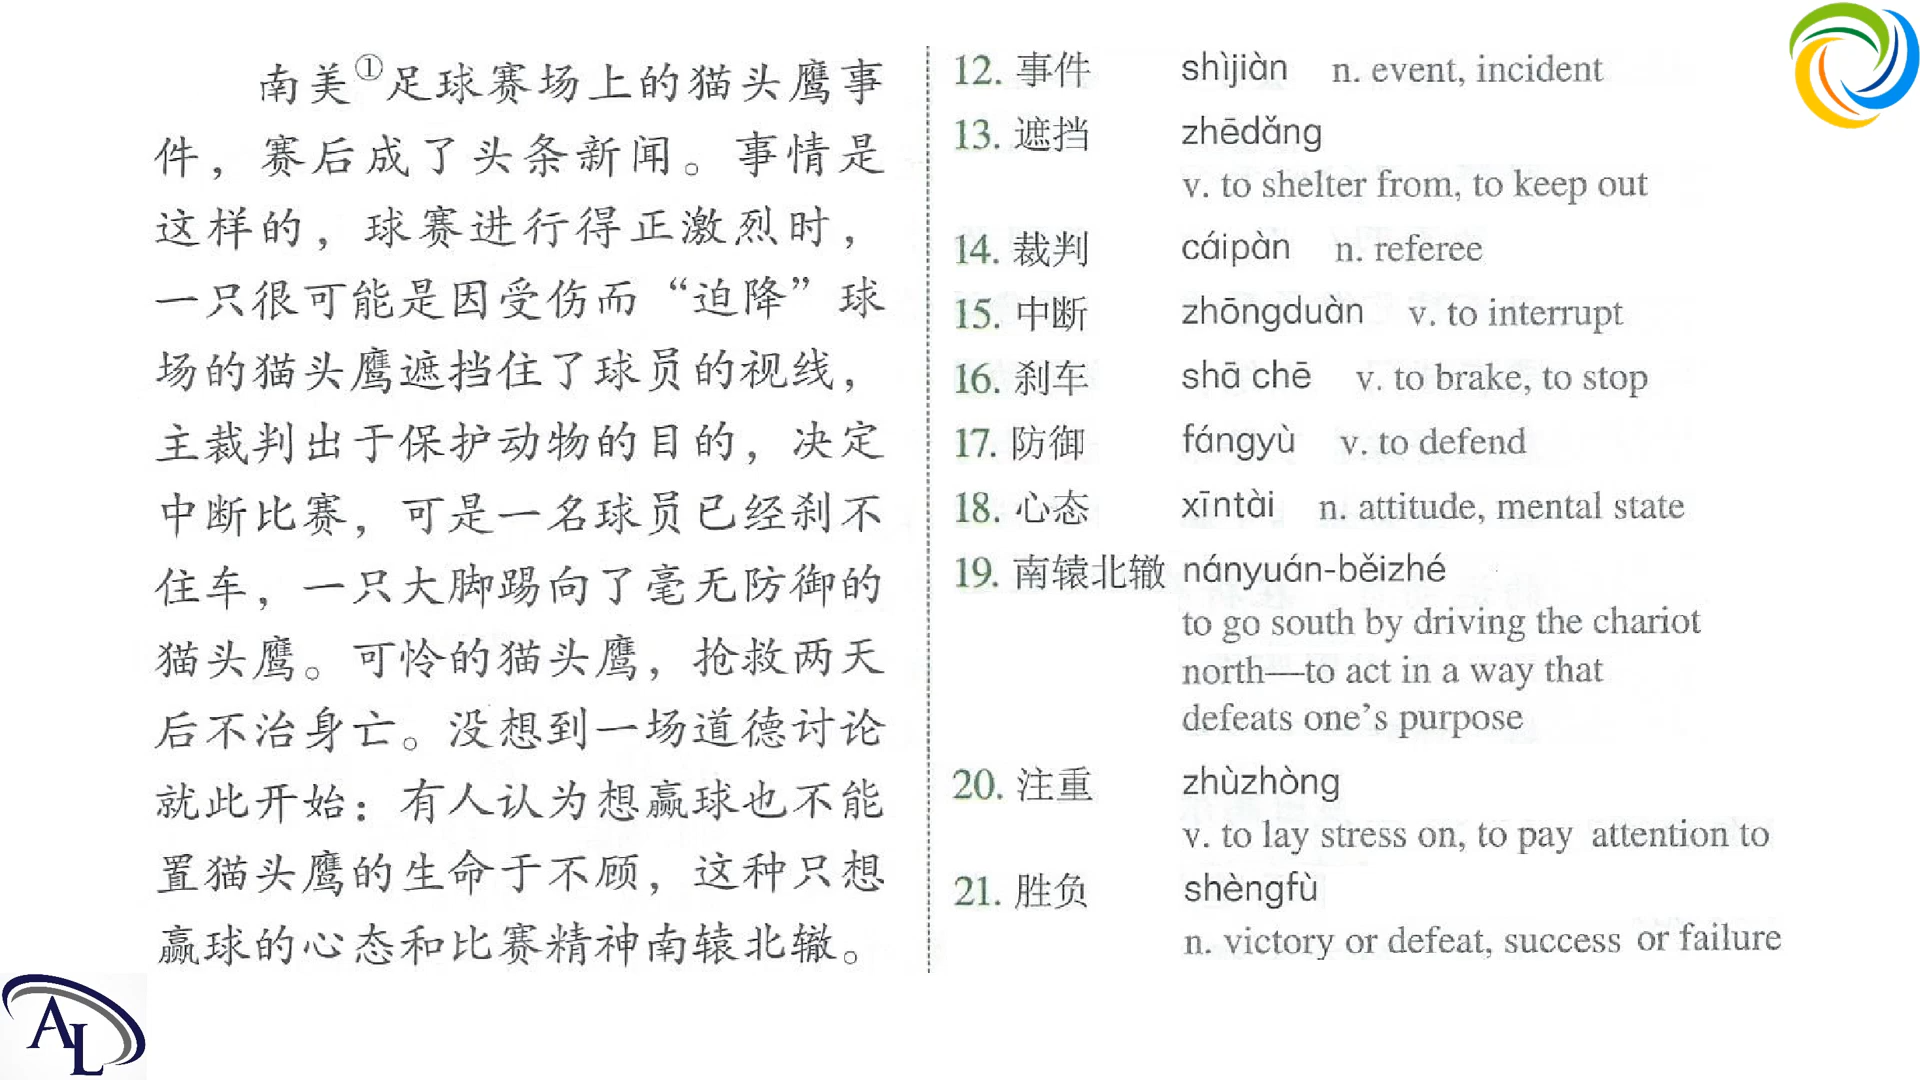 南美①足球赛场上的猫头鹰事
件，赛后成了头条新闻。事情是
这样的，球赛进行得正激烈时，
一只很可能是因受伤而“迫降”球
场的猫头鹰遮挡住了球员的视线，
主裁判出于保护动物的目的，决定
中断比赛，可是一名球员已经刹不
住车，一只大脚踢向了毫无防御的
猫头鹰。可怜的猫头鹰，抢救两天
后不治身亡。没想到一场道德讨论
就此开始：有人认为想赢球也不能
置猫头鹰的生命于不顾，这种只想
赢球的心态和比赛精神南辕北辙。
12. 事件 shìjiàn n. event, incident
13. 遮挡 zhēdǎng
v. to shelter from, to keep out
14. 裁判 cáipàn n. referee
15. 中断 zhōngduàn v. to interrupt
16. 刹车 shā chē v. to brake, to stop
17. 防御 fángyù v. to defend
18. 心态 xīntài n. attitude, mental state
19. 南辕北辙 nányuán-běizhé
to go south by driving the chariot
north—to act in a way that
defeats one’s purpose
20. 注重 zhùzhòng
v. to lay stress on, to pay attention to
21. 胜负 shèngfù
n. victory or defeat, success or failure
AL